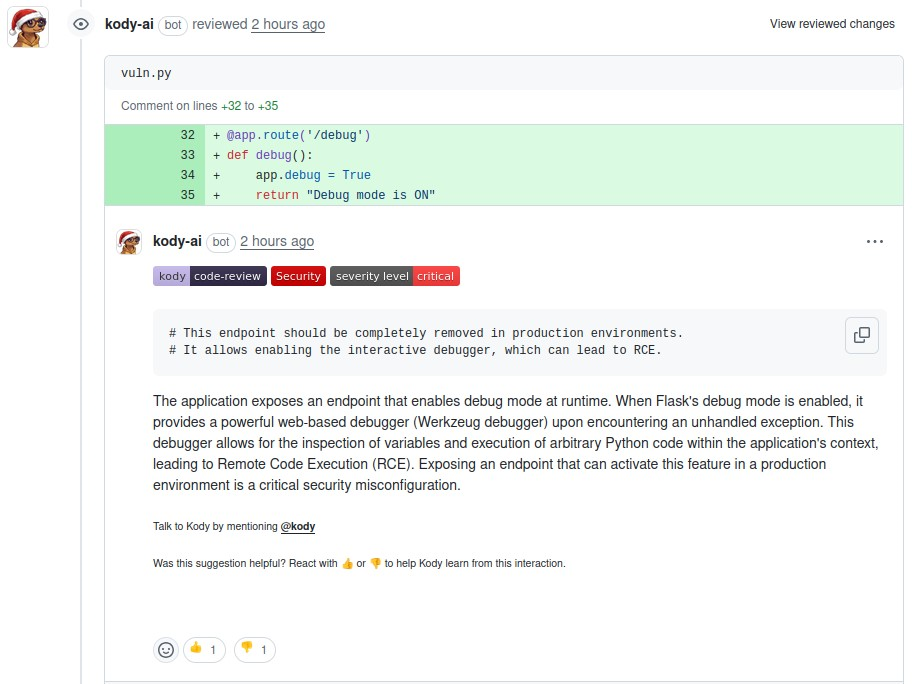 kody-ai bot reviewed 2 hours ago View reviewed changes
vuln.py
Comment on lines +32 to +35
32 + @app.route('/debug')
33 + def debug():
34 +     app.debug = True
35 +     return "Debug mode is ON"
kody-ai bot 2 hours ago ...
kody code-review Security severity level critical
# This endpoint should be completely removed in production environments.
# It allows enabling the interactive debugger, which can lead to RCE.
The application exposes an endpoint that enables debug mode at runtime. When Flask's debug mode is enabled, it
provides a powerful web-based debugger (Werkzeug debugger) upon encountering an unhandled exception. This
debugger allows for the inspection of variables and execution of arbitrary Python code within the application's context,
leading to Remote Code Execution (RCE). Exposing an endpoint that can activate this feature in a production
environment is a critical security misconfiguration.
Talk to Kody by mentioning @kody
Was this suggestion helpful? React with 👍 or 👎 to help Kody learn from this interaction.
👍 1 👎 1